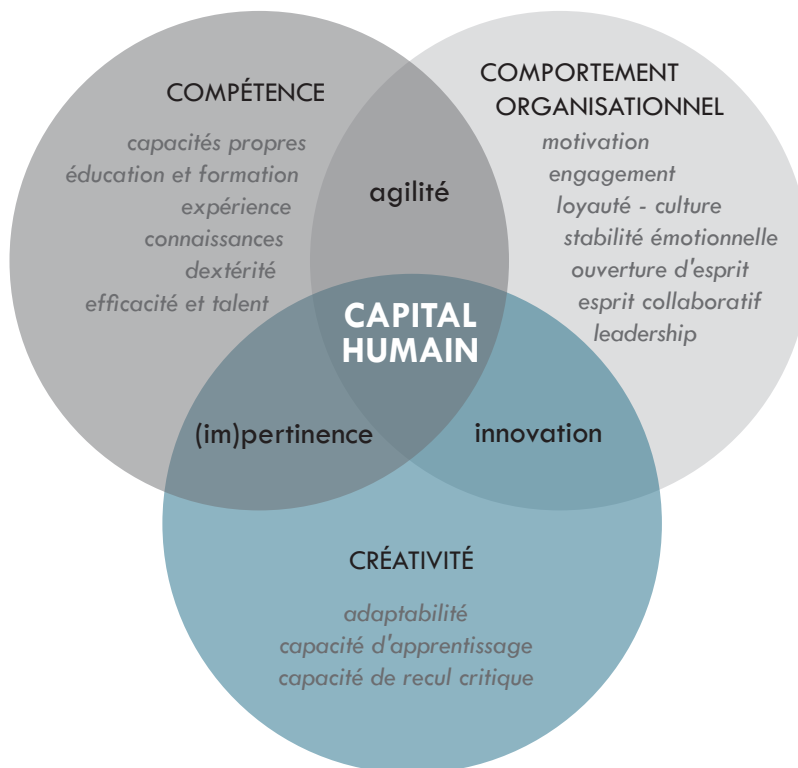 COMPÉTENCE
capacités propres
éducation et formation
expérience
connaissances
dextérité
efficacité et talent
agilité
COMPORTEMENT
ORGANISATIONNEL
motivation
engagement
loyauté - culture
stabilité émotionnelle
ouverture d'esprit
esprit collaboratif
leadership
CAPITAL
HUMAIN
(im)pertinence
innovation
CRÉATIVITÉ
adaptabilité
capacité d'apprentissage
capacité de recul critique